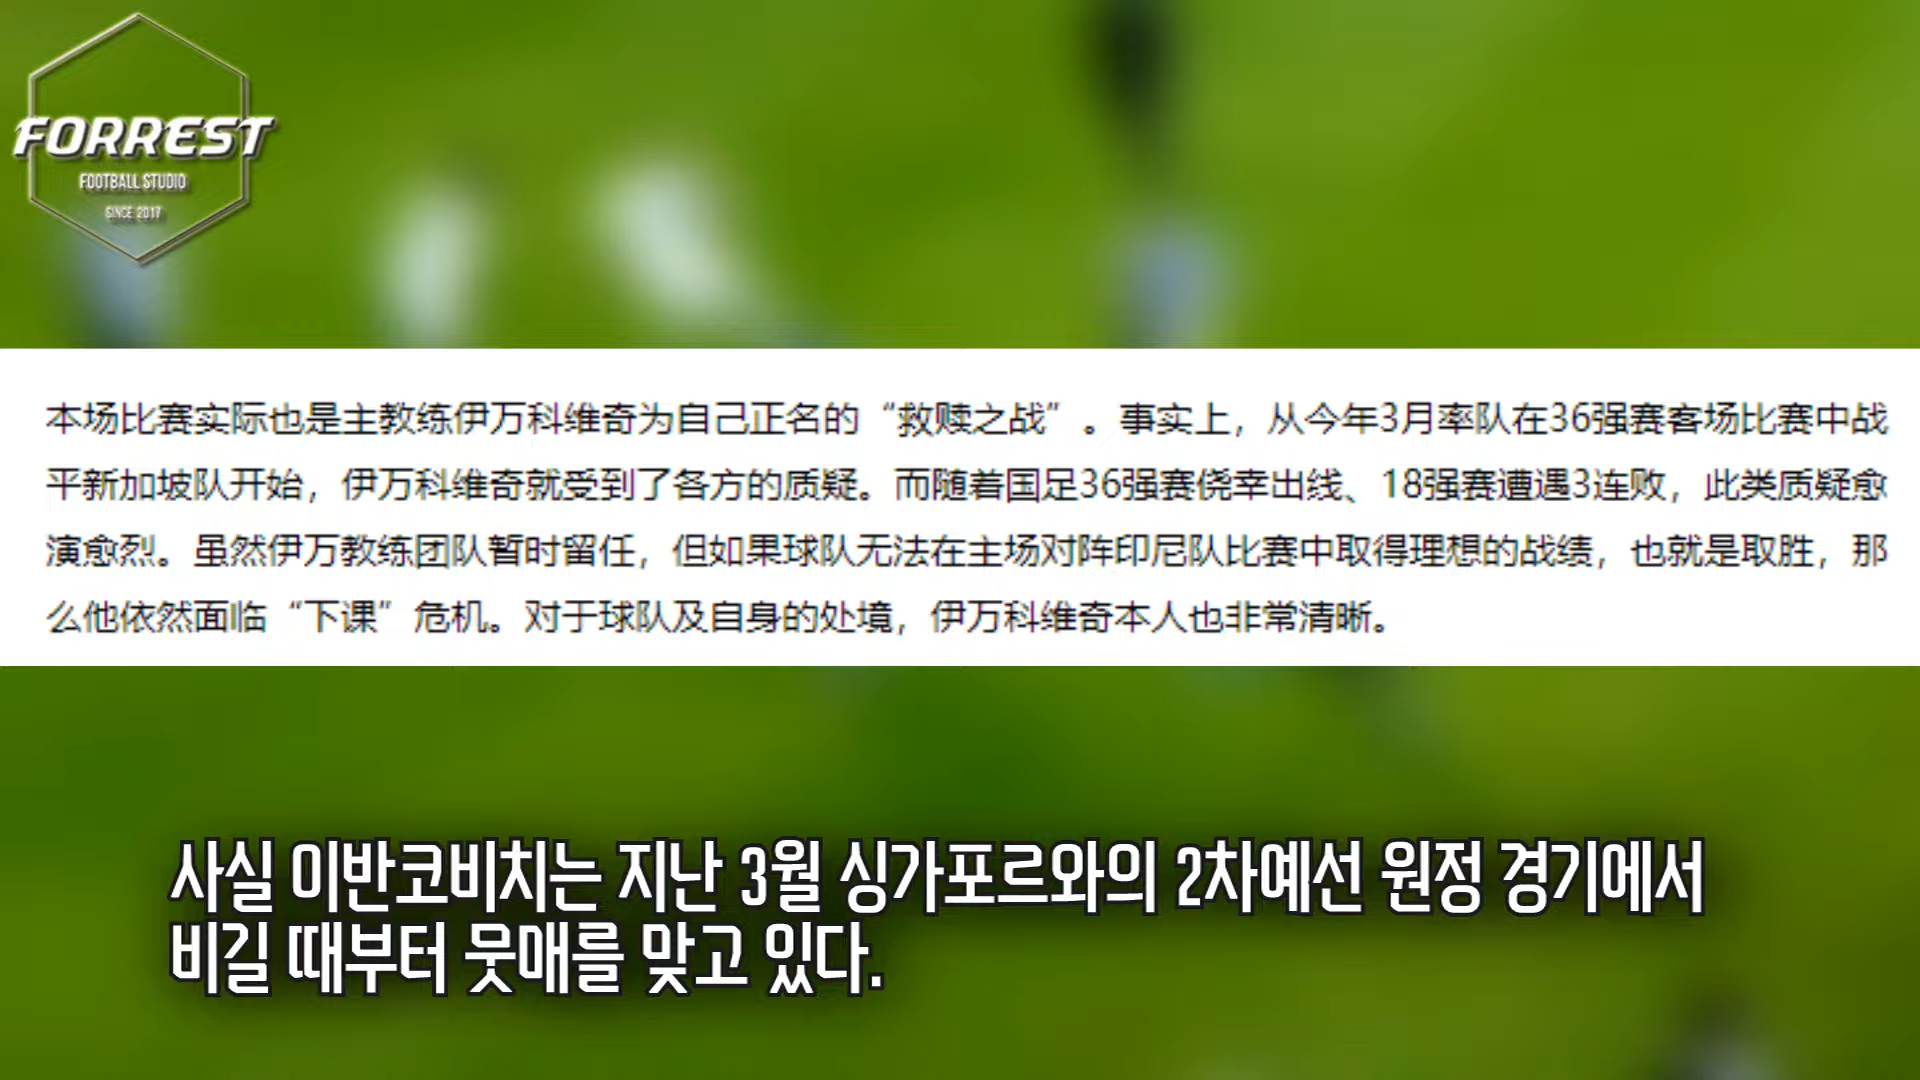 FORREST
FOOTBALL STUDIO
SINCE 2017
本场比赛实际也是主教练伊万科维奇为自己正名的“救赎之战”。事实上，从今年3月率队在36强赛客场比赛中战
平新加坡队开始，伊万科维奇就受到了各方的质疑。而随着国足36强赛侥幸出线、18强赛遭遇3连败，此类质疑愈
演愈烈。虽然伊万教练团队暂时留任，但如果球队无法在主场对阵印尼队比赛中取得理想的战绩，也就是取胜，那
么他依然面临“下课”危机。对于球队及自身的处境，伊万科维奇本人也非常清晰。
사실 이반코비치는 지난 3월 싱가포르와의 2차예선 원정 경기에서
비길 때부터 뭇매를 맞고 있다.